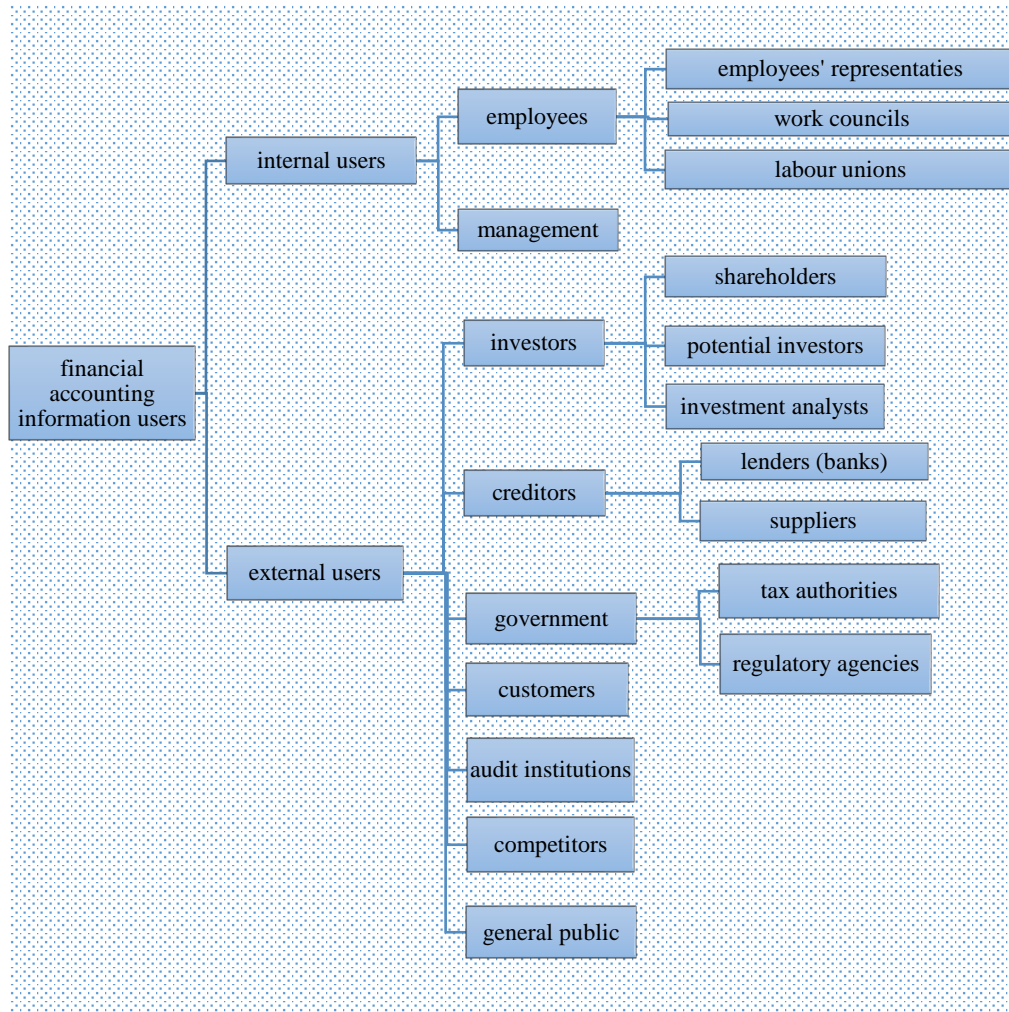 employees' representaties
employees
work councils
internal users
labour unions
management
shareholders
investors
potential investors
financial
accounting
information users
investment analysts
lenders (banks)
creditors
suppliers
external users
tax authorities
government
regulatory agencies
customers
audit institutions
competitors
general public